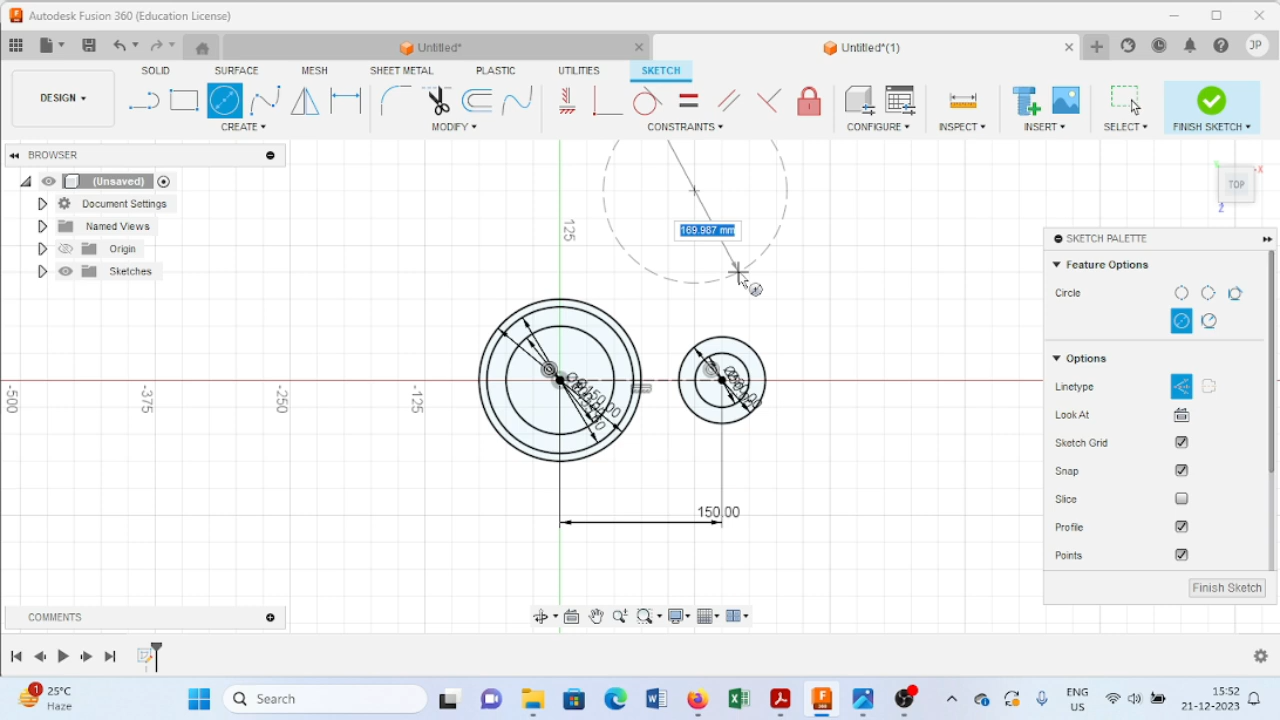 Autodesk Fusion 360 (Education License)
Untitled*
Untitled*(1)
JP
DESIGN
SOLID
SURFACE
MESH
SHEET METAL
PLASTIC
UTILITIES
SKETCH
CREATE
MODIFY
CONSTRAINTS
CONFIGURE
INSPECT
INSERT
SELECT
FINISH SKETCH
BROWSER
(Unsaved)
Document Settings
Named Views
Origin
Sketches
TOP
X
Z
125
169.987 mm
-500
-375
-250
-125
150.00
SKETCH PALETTE
Feature Options
Circle
Options
Linetype
Look At
Sketch Grid
Snap
Slice
Profile
Points
Finish Sketch
COMMENTS
1
25°C
Haze
Search
ENG
US
15:52
21-12-2023